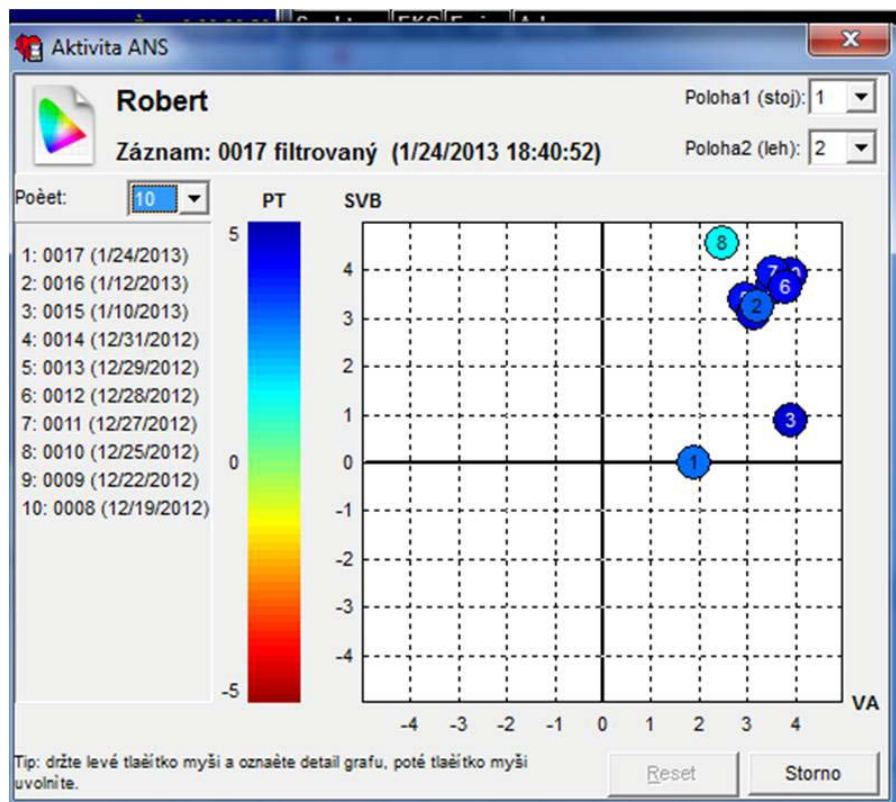 Aktivita ANS
Robert
Poloha1 (stoj): 1
Záznam: 0017 filtrovaný (1/24/2013 18:40:52)
Poloha2 (leh): 2
Poèet: 10
PT
SVB
1: 0017 (1/24/2013)
2: 0016 (1/12/2013)
3: 0015 (1/10/2013)
4: 0014 (12/31/2012)
5: 0013 (12/29/2012)
6: 0012 (12/28/2012)
7: 0011 (12/27/2012)
8: 0010 (12/25/2012)
9: 0009 (12/22/2012)
10: 0008 (12/19/2012)
5
0
-5
4
3
2
1
0
-1
-2
-3
-4
8
7
6
2
3
1
VA
-4 -3 -2 -1 0 1 2 3 4
Tip: držte levé tlaèítko myši a oznaète detail grafu, poté tlaèítko myši
uvolnìte.
Reset
Storno